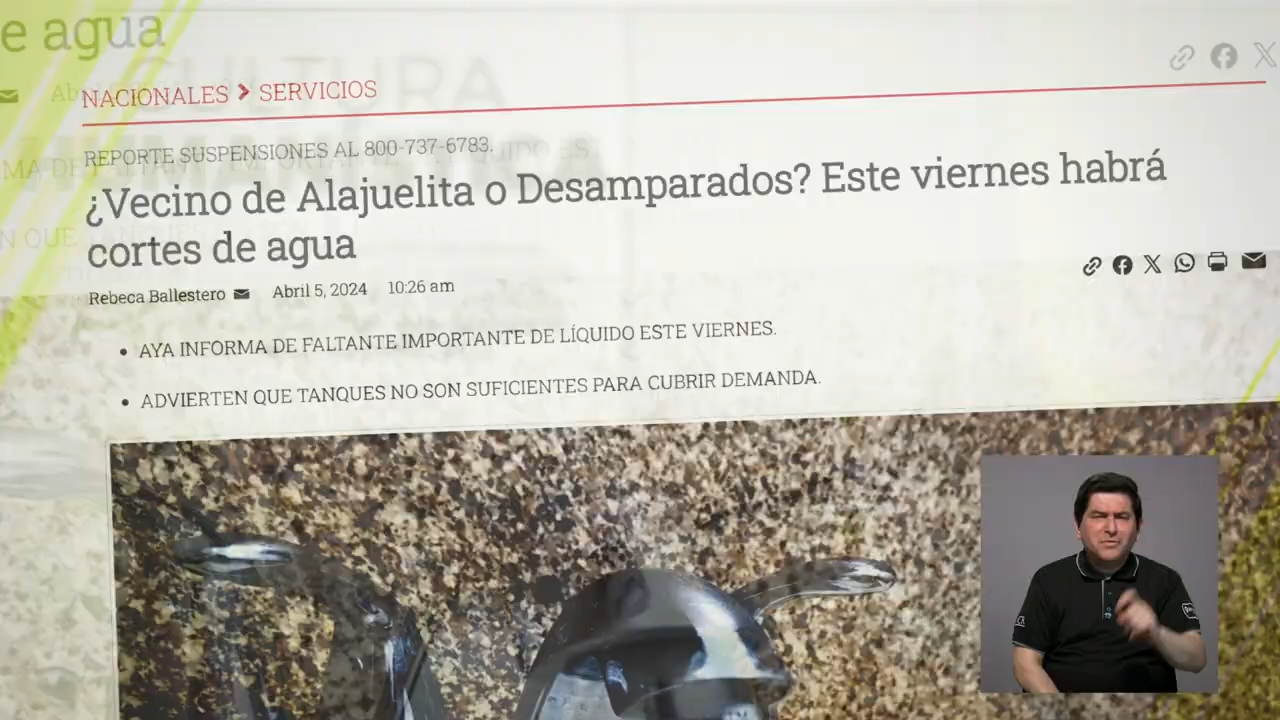 e agua
CULTURA
NACIONALES > SERVICIOS
REPORTE SUSPENSIONES AL 800-737-6783.
¿Vecino de Alajuelita o Desamparados? Este viernes habrá
cortes de agua
Rebeca Ballestero Abril 5, 2024 10:26 am
• AYA INFORMA DE FALTANTE IMPORTANTE DE LÍQUIDO ESTE VIERNES.
• ADVIERTEN QUE TANQUES NO SON SUFICIENTES PARA CUBRIR DEMANDA.